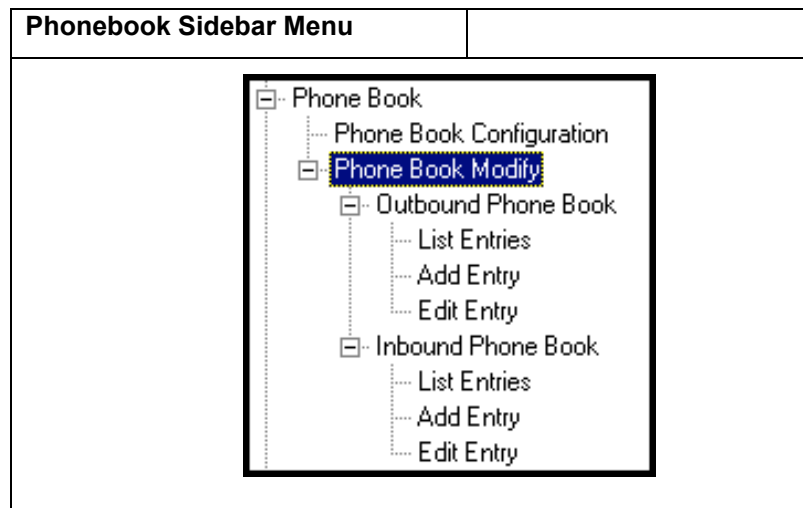 Phonebook Sidebar Menu
Phone Book
Phone Book Configuration
Phone Book Modify
Outbound Phone Book
List Entries
Add Entry
Edit Entry
Inbound Phone Book
List Entries
Add Entry
Edit Entry